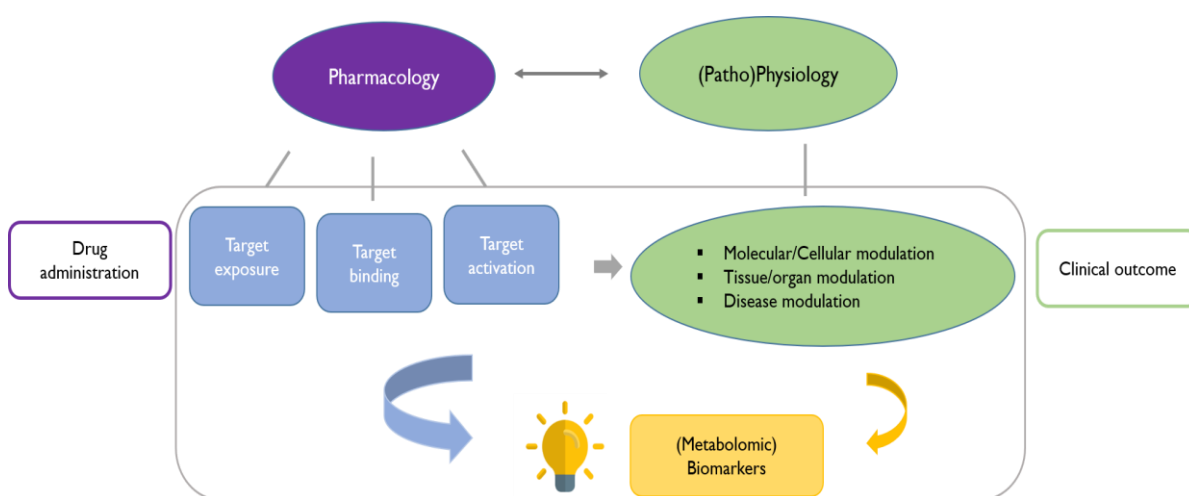 Pharmacology
(Patho)Physiology
Drug
administration
Target
exposure
Target
binding
Target
activation
▪ Molecular/Cellular modulation
▪ Tissue/organ modulation
▪ Disease modulation
Clinical outcome
(Metabolomic)
Biomarkers